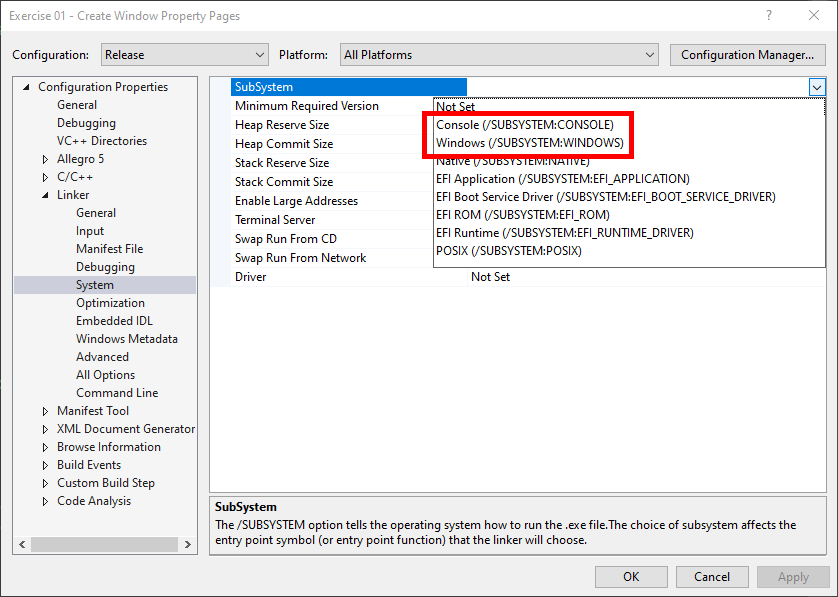 Exercise 01 - Create Window Property Pages
?
Configuration: Release Platform: All Platforms Configuration Manager...
Configuration Properties
General
Debugging
VC++ Directories
Allegro 5
C/C++
Linker
General
Input
Manifest File
Debugging
System
Optimization
Embedded IDL
Windows Metadata
Advanced
All Options
Command Line
Manifest Tool
XML Document Generator
Browse Information
Build Events
Custom Build Step
Code Analysis
SubSystem
Minimum Required Version
Heap Reserve Size
Heap Commit Size
Stack Reserve Size
Stack Commit Size
Enable Large Addresses
Terminal Server
Swap Run From CD
Swap Run From Network
Driver Not Set
Not Set
Console (/SUBSYSTEM:CONSOLE)
Windows (/SUBSYSTEM:WINDOWS)
Native (/SUBSYSTEM:NATIVE)
EFI Application (/SUBSYSTEM:EFI_APPLICATION)
EFI Boot Service Driver (/SUBSYSTEM:EFI_BOOT_SERVICE_DRIVER)
EFI ROM (/SUBSYSTEM:EFI_ROM)
EFI Runtime (/SUBSYSTEM:EFI_RUNTIME_DRIVER)
POSIX (/SUBSYSTEM:POSIX)
SubSystem
The /SUBSYSTEM option tells the operating system how to run the .exe file.The choice of subsystem affects the
entry point symbol (or entry point function) that the linker will choose.
OK Cancel Apply